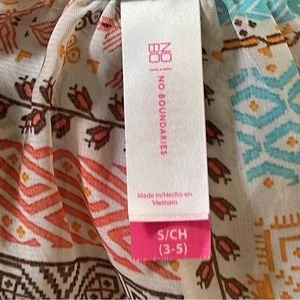 NO
BO
NO BOUNDARIES
Made in/Hecho en
Vietnam
S/CH
(3-5)